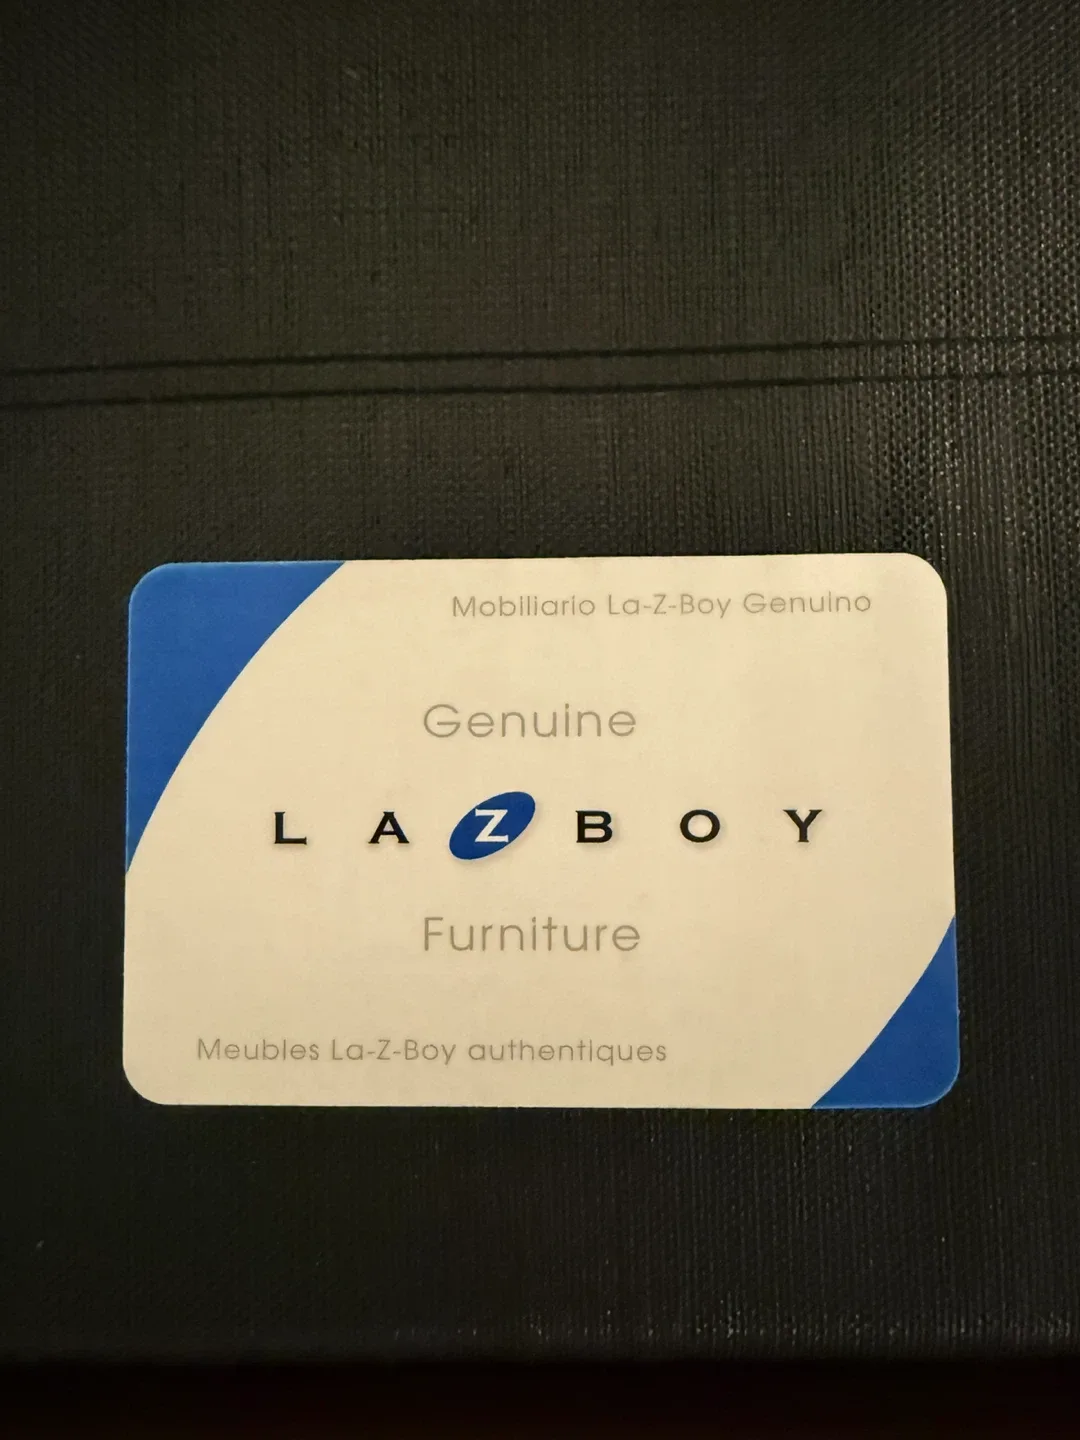 Mobiliario La-Z-Boy Genuino
Genuine
LAZBOY
Furniture
Meubles La-Z-Boy authentiques